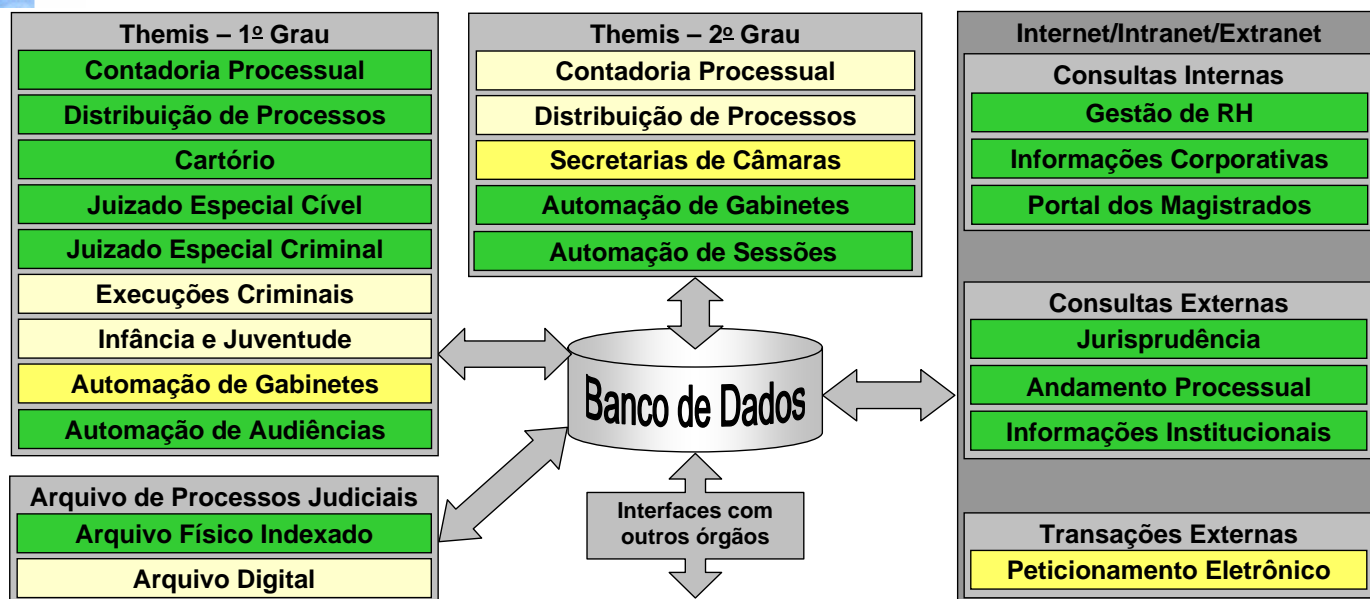 Themis – 1º Grau
Contadoria Processual
Distribuição de Processos
Cartório
Juizado Especial Cível
Juizado Especial Criminal
Execuções Criminais
Infância e Juventude
Automação de Gabinetes
Automação de Audiências
Arquivo de Processos Judiciais
Arquivo Físico Indexado
Arquivo Digital
Themis – 2º Grau
Contadoria Processual
Distribuição de Processos
Secretarias de Câmaras
Automação de Gabinetes
Automação de Sessões
Banco de Dados
Interfaces com
outros órgãos
Internet/Intranet/Extranet
Consultas Internas
Gestão de RH
Informações Corporativas
Portal dos Magistrados
Consultas Externas
Jurisprudência
Andamento Processual
Informações Institucionais
Transações Externas
Peticionamento Eletrônico